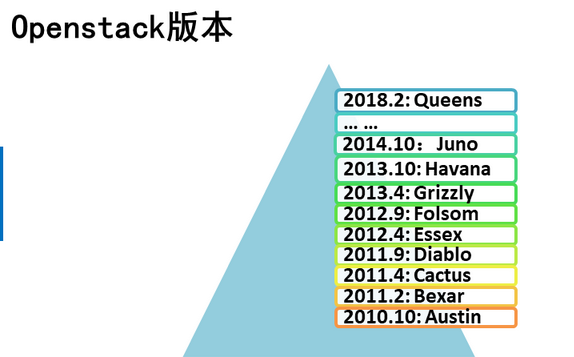 Openstack版本
2018.2: Queens
... ...
2014.10：Juno
2013.10: Havana
2013.4: Grizzly
2012.9: Folsom
2012.4: Essex
2011.9: Diablo
2011.4: Cactus
2011.2: Bexar
2010.10: Austin